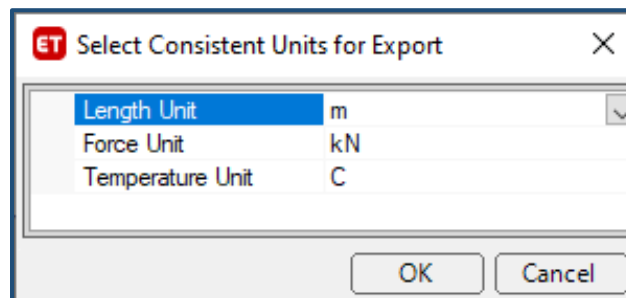 ET Select Consistent Units for Export
Length Unit m
Force Unit kN
Temperature Unit C
OK Cancel